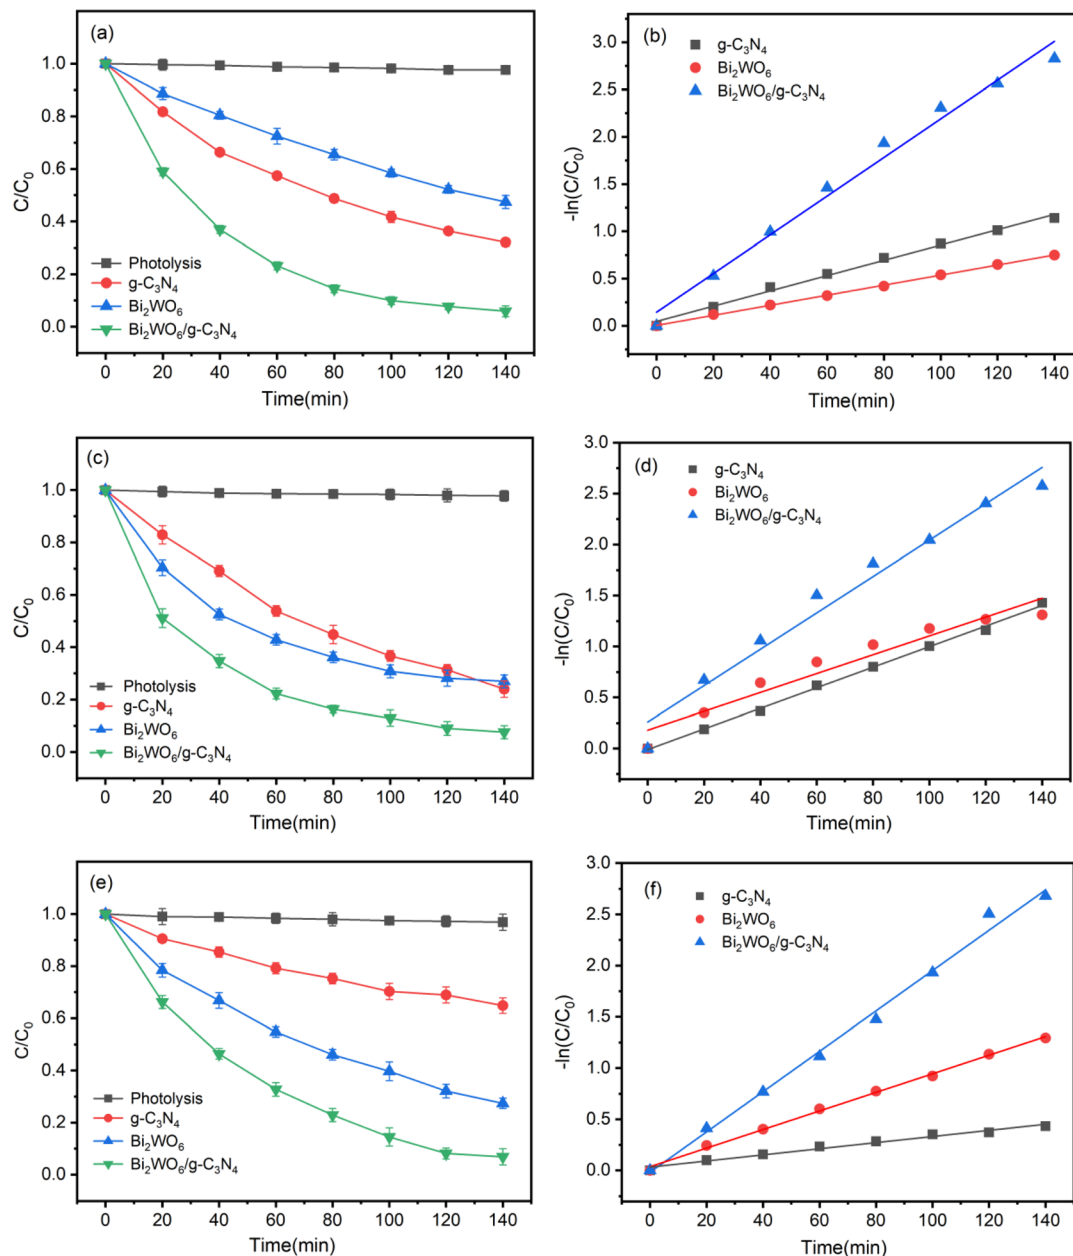 (a)
1.0
0.8
0.6
0.4
0.2
0.0
C/C₀
Photolysis
g-C₃N₄
Bi₂WO₆
Bi₂WO₆/g-C₃N₄
0 20 40 60 80 100 120 140
Time(min)
(b)
3.0
2.5
2.0
1.5
1.0
0.5
0.0
-ln(C/C₀)
g-C₃N₄
Bi₂WO₆
Bi₂WO₆/g-C₃N₄
0 20 40 60 80 100 120 140
Time(min)
(c)
1.0
0.8
0.6
0.4
0.2
0.0
C/C₀
Photolysis
g-C₃N₄
Bi₂WO₆
Bi₂WO₆/g-C₃N₄
0 20 40 60 80 100 120 140
Time(min)
(d)
3.0
2.5
2.0
1.5
1.0
0.5
0.0
-ln(C/C₀)
g-C₃N₄
Bi₂WO₆
Bi₂WO₆/g-C₃N₄
0 20 40 60 80 100 120 140
Time(min)
(e)
1.0
0.8
0.6
0.4
0.2
0.0
C/C₀
Photolysis
g-C₃N₄
Bi₂WO₆
Bi₂WO₆/g-C₃N₄
0 20 40 60 80 100 120 140
Time(min)
(f)
3.0
2.5
2.0
1.5
1.0
0.5
0.0
-ln(C/C₀)
g-C₃N₄
Bi₂WO₆
Bi₂WO₆/g-C₃N₄
0 20 40 60 80 100 120 140
Time(min)